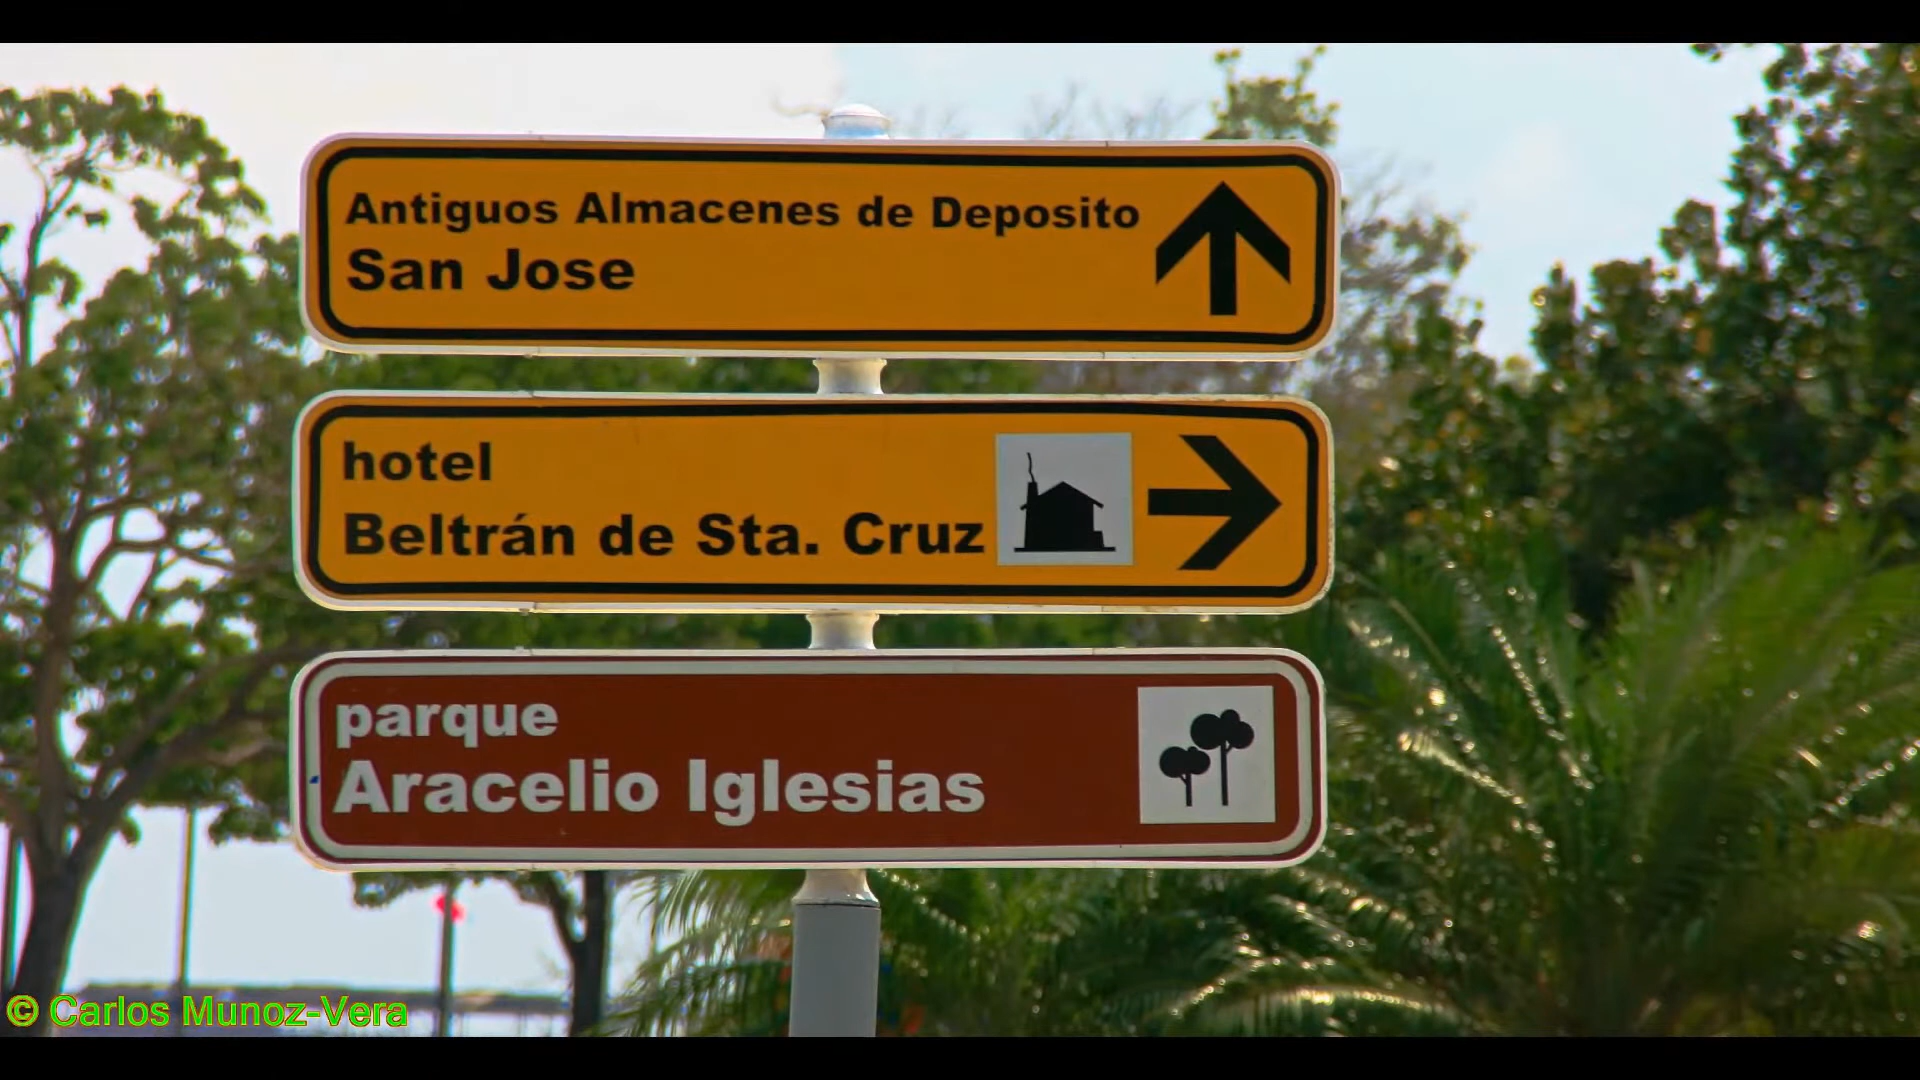 Antiguos Almacenes de Deposito
San Jose
hotel
Beltrán de Sta. Cruz
parque
Aracelio Iglesias
© Carlos Munoz-Vera